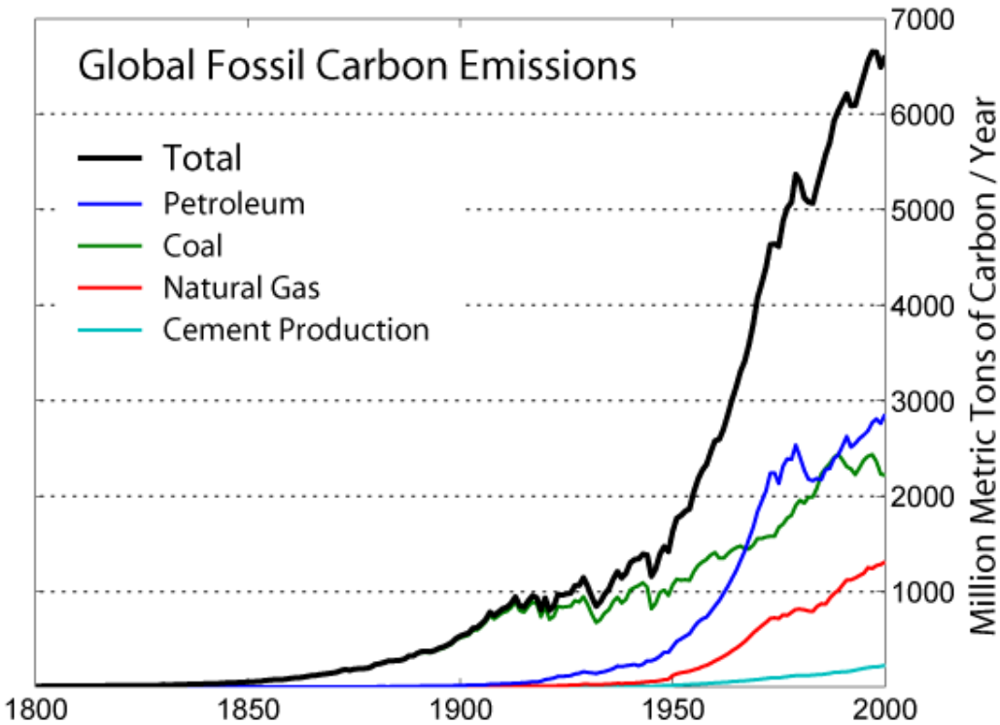 Global Fossil Carbon Emissions
Total
Petroleum
Coal
Natural Gas
Cement Production
7000
6000
5000
4000
3000
2000
1000
Million Metric Tons of Carbon / Year
1800 1850 1900 1950 2000